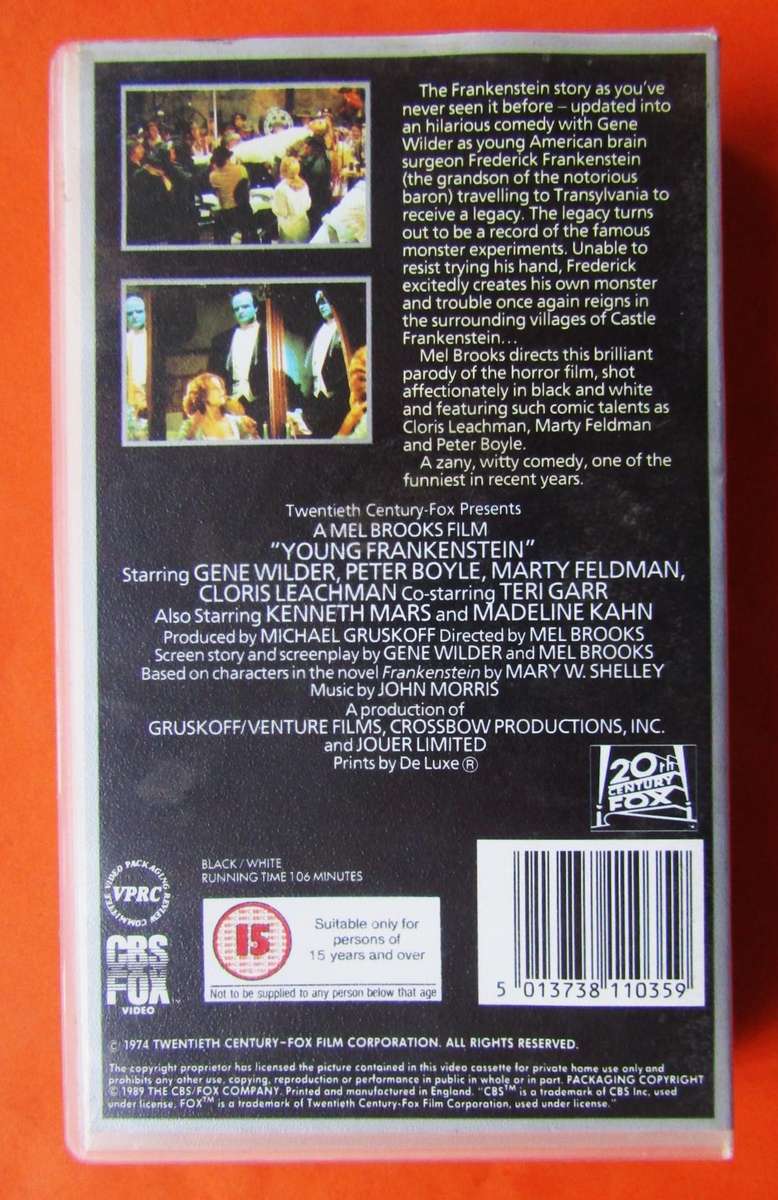 The Frankenstein story as you've
never seen it before – updated into
an hilarious comedy with Gene
Wilder as young American brain
surgeon Frederick Frankenstein
(the grandson of the notorious
baron) travelling to Transylvania to
receive a legacy. The legacy turns
out to be a record of the famous
monster experiments. Unable to
resist trying his hand, Frederick
excitedly creates his own monster
and trouble once again reigns in
the surrounding villages of Castle
Frankenstein...
Mel Brooks directs this brilliant
parody of the horror film, shot
affectionately in black and white
and featuring such comic talents as
Cloris Leachman, Marty Feldman
and Peter Boyle.
A zany, witty comedy, one of the
funniest in recent years.
Twentieth Century-Fox Presents
A MEL BROOKS FILM
"YOUNG FRANKENSTEIN"
Starring GENE WILDER, PETER BOYLE, MARTY FELDMAN,
CLORIS LEACHMAN Co-starring TERI GARR
Also Starring KENNETH MARS and MADELINE KAHN
Produced by MICHAEL GRUSKOFF Directed by MEL BROOKS
Screen story and screenplay by GENE WILDER and MEL BROOKS
Based on characters in the novel Frankenstein by MARY W. SHELLEY
Music by JOHN MORRIS
A production of
GRUSKOFF/VENTURE FILMS, CROSSBOW PRODUCTIONS, INC.
and JOUER LIMITED
Prints by De Luxe ®
20th
CENTURY
FOX
VIDEO PACKAGING REVIEW COMMITTEE
VPRC
BLACK/WHITE
RUNNING TIME 106 MINUTES
CBS
FOX™
VIDEO
15
Suitable only for
persons of
15 years and over
Not to be supplied to any person below that age
5 013738 110359
© 1974 TWENTIETH CENTURY-FOX FILM CORPORATION. ALL RIGHTS RESERVED.
The copyright proprietor has licensed the picture contained in this video cassette for private home use only and
prohibits any other use, copying, reproduction or performance in public in whole or in part. PACKAGING COPYRIGHT
© 1989 THE CBS/FOX COMPANY. Printed and manufactured in England. "CBS™ is a trademark of CBS Inc. used
under license. FOX™ is a trademark of Twentieth Century-Fox Film Corporation, used under license."